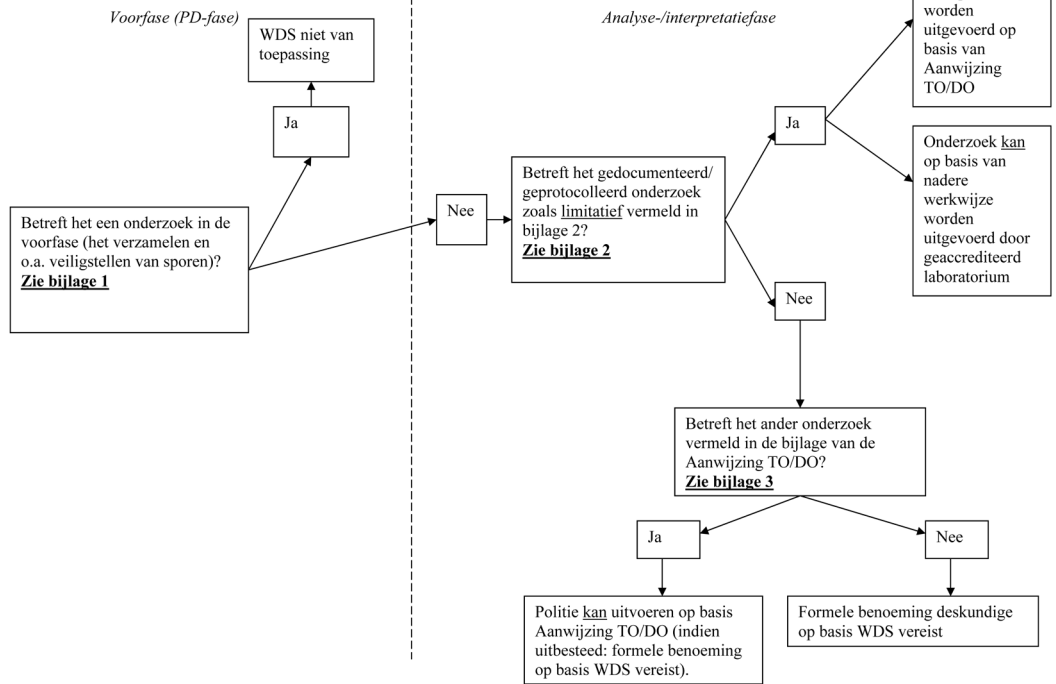 Voorfase (PD-fase)
Analyse-/interpretatiefase
WDS niet van
toepassing
Ja
Betreft het een onderzoek in de
voorfase (het verzamelen en
o.a. veiligstellen van sporen)?
Zie bijlage 1
Nee
Betreft het gedocumenteerd/
geprotocolleerd onderzoek
zoals limitatief vermeld in
bijlage 2?
Zie bijlage 2
Ja
worden
uitgevoerd op
basis van
Aanwijzing
TO/DO
Onderzoek kan
op basis van
nadere
werkwijze
worden
uitgevoerd door
geaccrediteerd
laboratorium
Nee
Betreft het ander onderzoek
vermeld in de bijlage van de
Aanwijzing TO/DO?
Zie bijlage 3
Ja
Nee
Politie kan uitvoeren op basis
Aanwijzing TO/DO (indien
uitbesteed: formele benoeming
op basis WDS vereist).
Formele benoeming deskundige
op basis WDS vereist